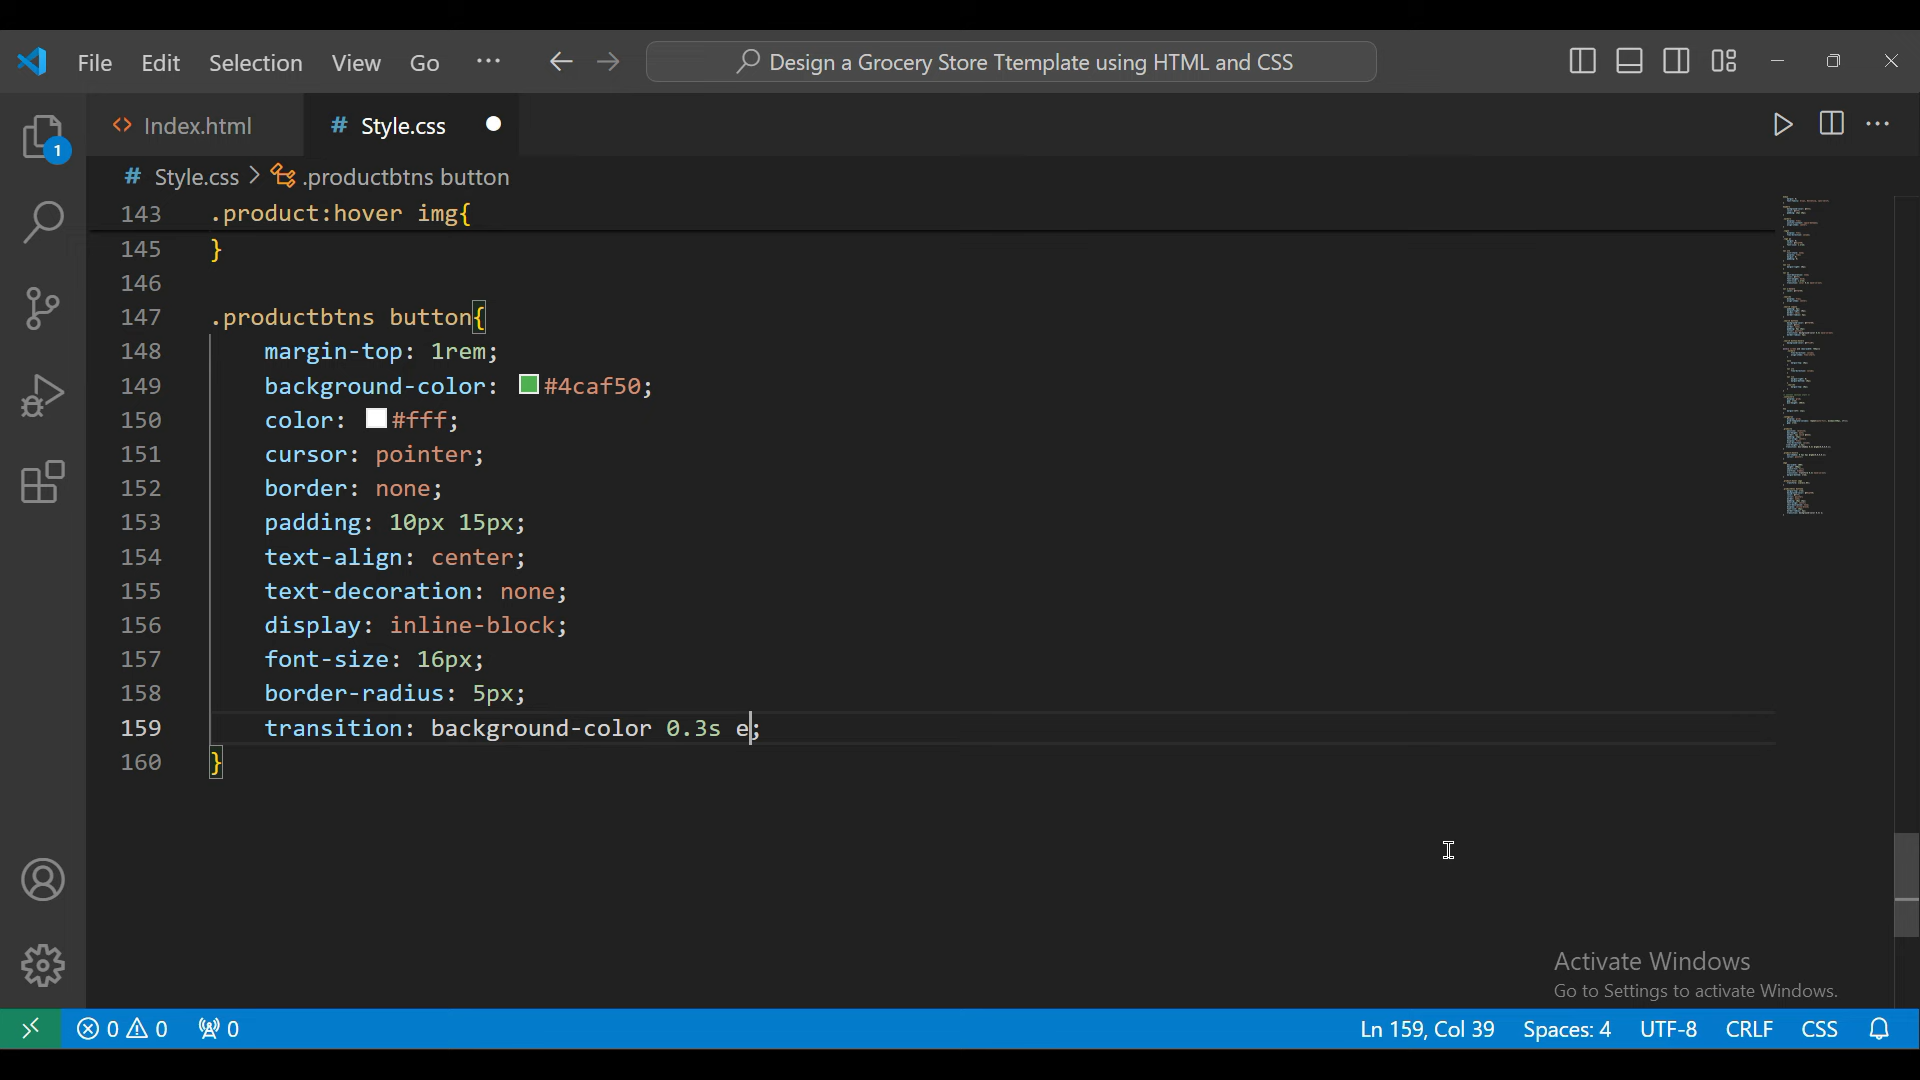 File Edit Selection View Go ··· Design a Grocery Store Ttemplate using HTML and CSS
Index.html # Style.css
# Style.css > .productbtns button
143 .product:hover img{
145 }
146
147 .productbtns button{
148 margin-top: 1rem;
149 background-color: #4caf50;
150 color: #fff;
151 cursor: pointer;
152 border: none;
153 padding: 10px 15px;
154 text-align: center;
155 text-decoration: none;
156 display: inline-block;
157 font-size: 16px;
158 border-radius: 5px;
159 transition: background-color 0.3s e;
160 }
1
Activate Windows
Go to Settings to activate Windows.
0 0 0 Ln 159, Col 39 Spaces: 4 UTF-8 CRLF CSS